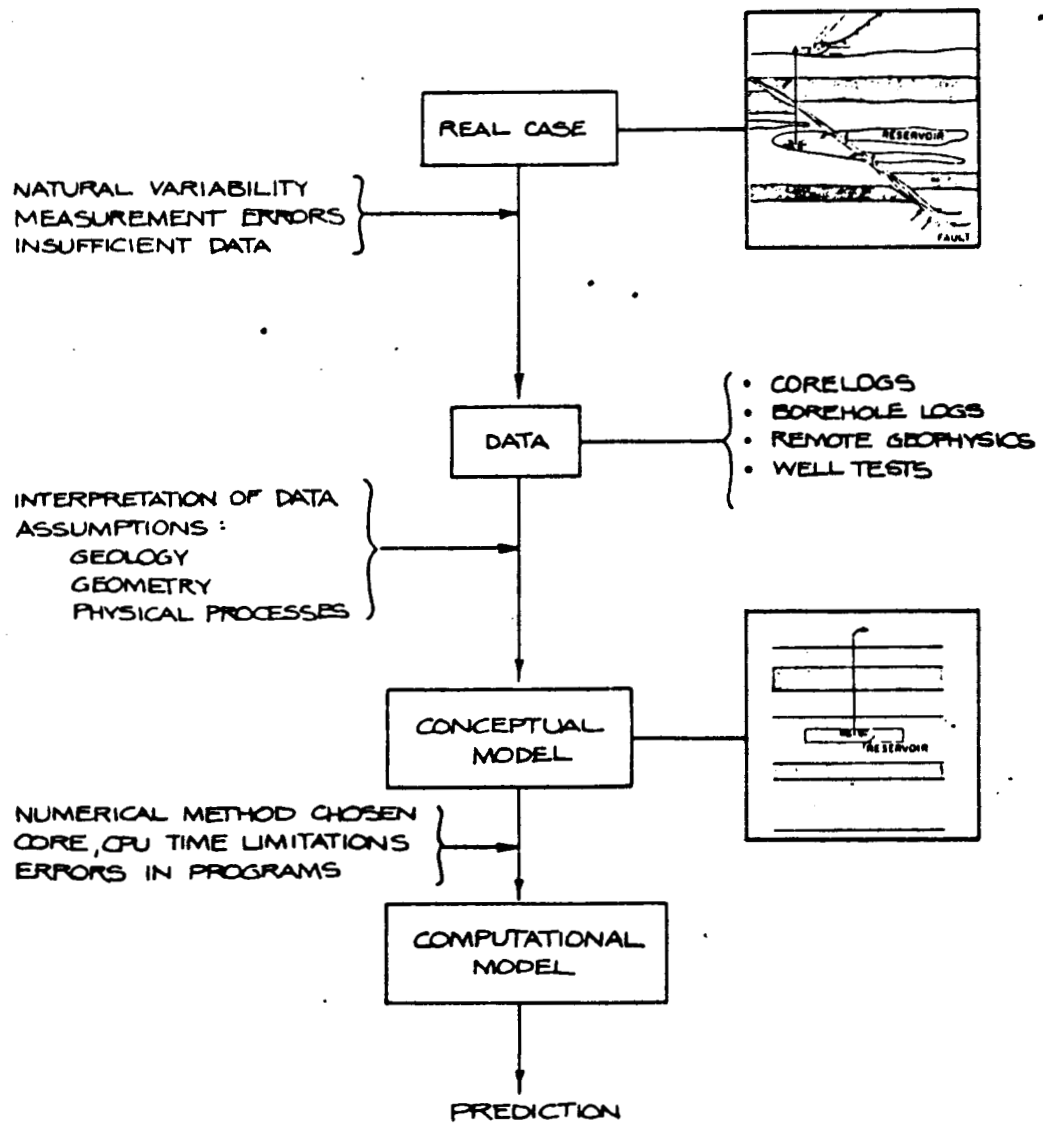 REAL CASE
RESERVOIR
FAULT
NATURAL VARIABILITY
MEASUREMENT ERRORS
INSUFFICIENT DATA
DATA
• CORELOGS
• BOREHOLE LOGS
• REMOTE GEOPHYSICS
• WELL TESTS
INTERPRETATION OF DATA
ASSUMPTIONS :
GEOLOGY
GEOMETRY
PHYSICAL PROCESSES
CONCEPTUAL
MODEL
RESERVOIR
NUMERICAL METHOD CHOSEN
CORE, CPU TIME LIMITATIONS
ERRORS IN PROGRAMS
COMPUTATIONAL
MODEL
PREDICTION